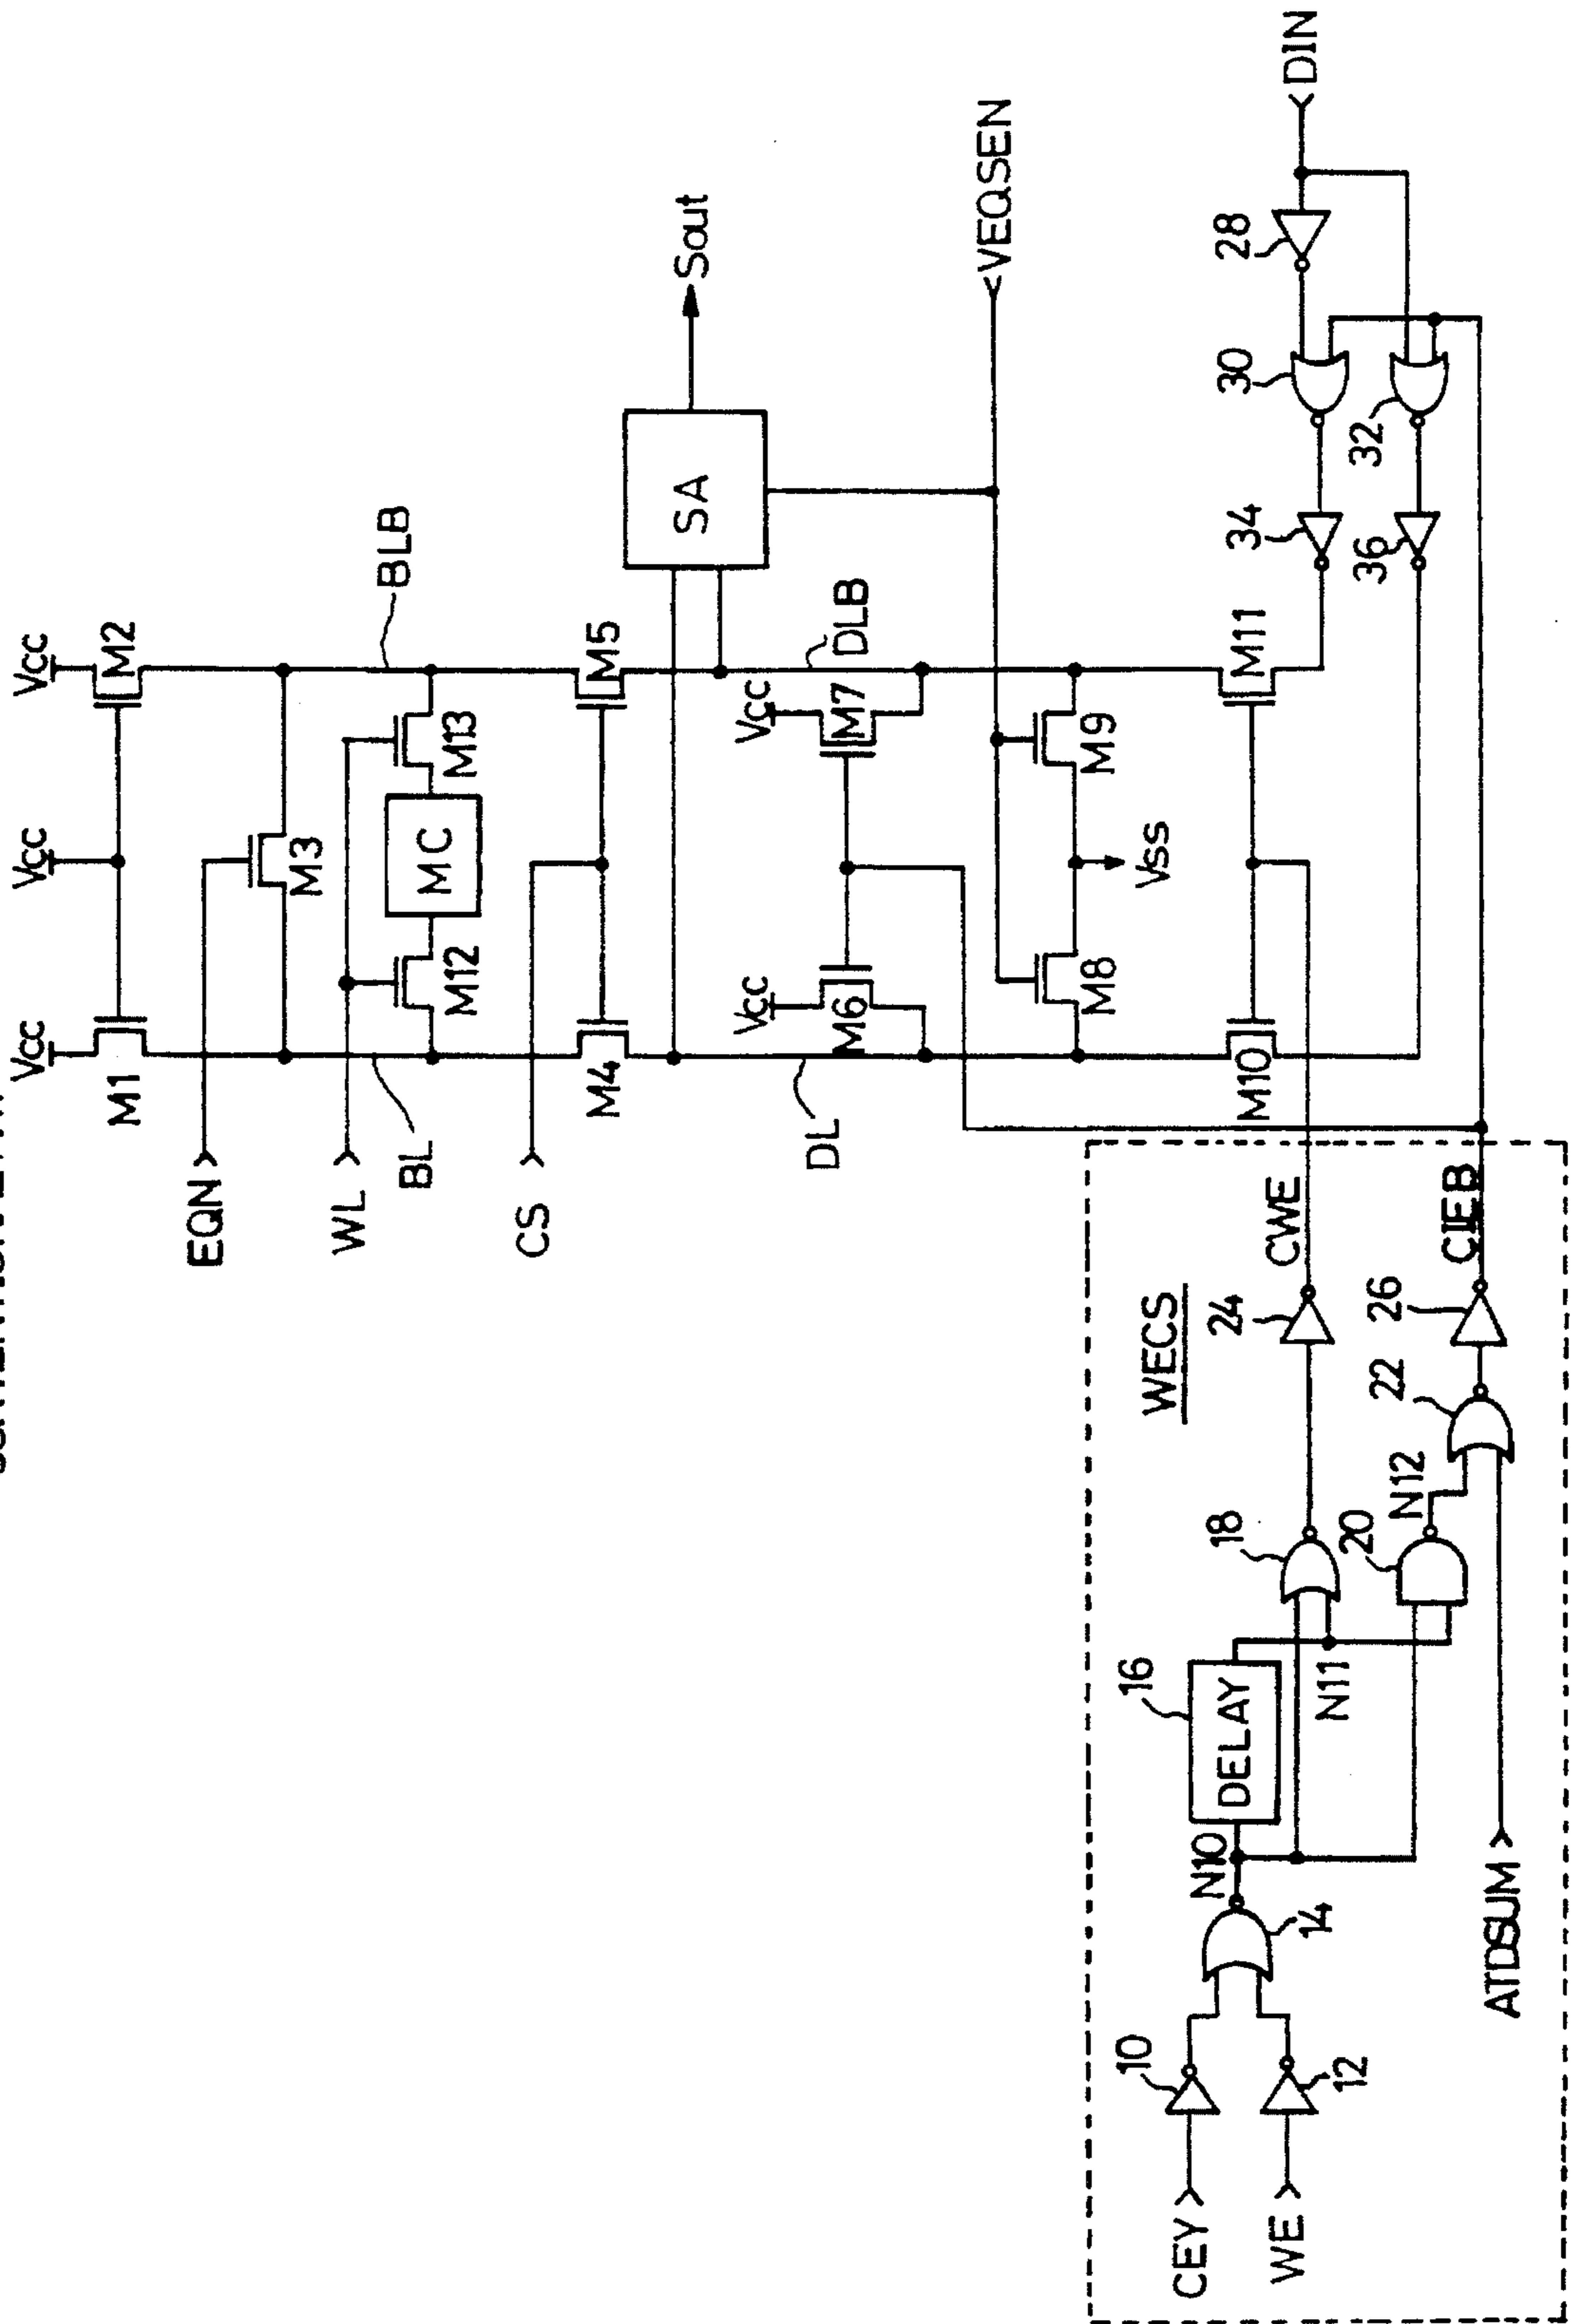 Vcc
Vcc
Vcc
M1
M2
EQN
M3
BLB
WL
M12
MC
M13
BL
CS
M4
M5
SA
Sout
Vcc
M6
Vcc
M7
DLB
DL
VEQSEN
M8
M9
Vss
M10
M11
34
30
28
DIN
36
32
WECS
CEY
10
WE
12
14
N10
16
DELAY
N11
18
24
CWE
20
N12
22
26
CIEB
ATDSUM